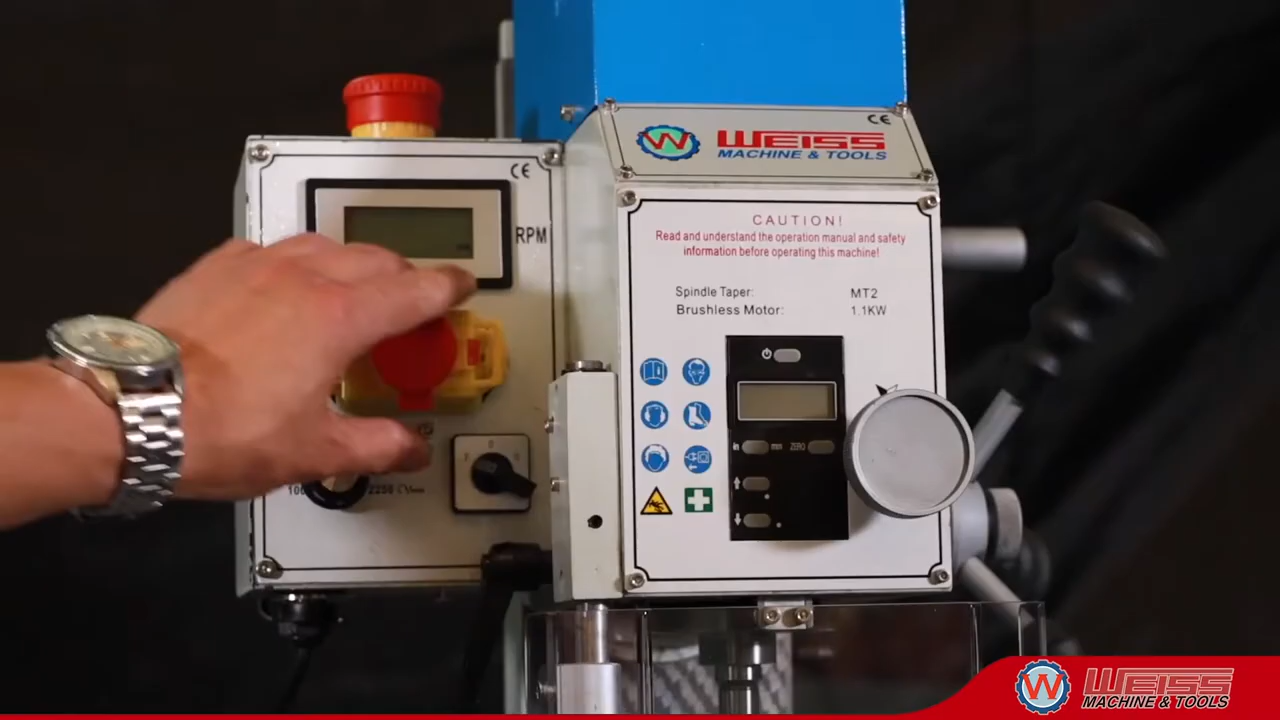 CE
WEISS
MACHINE & TOOLS
CE
RPM
CAUTION!
Read and understand the operation manual and safety
information before operating this machine!
Spindle Taper: MT2
Brushless Motor: 1.1KW
in mm ZERO
WEISS
MACHINE & TOOLS